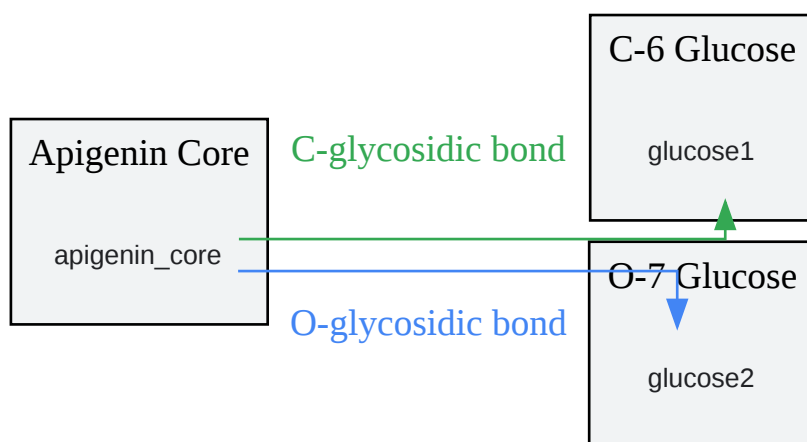 C-6 Glucose
glucose1
Apigenin Core
apigenin_core
C-glycosidic bond
O-glycosidic bond
O-7 Glucose
glucose2